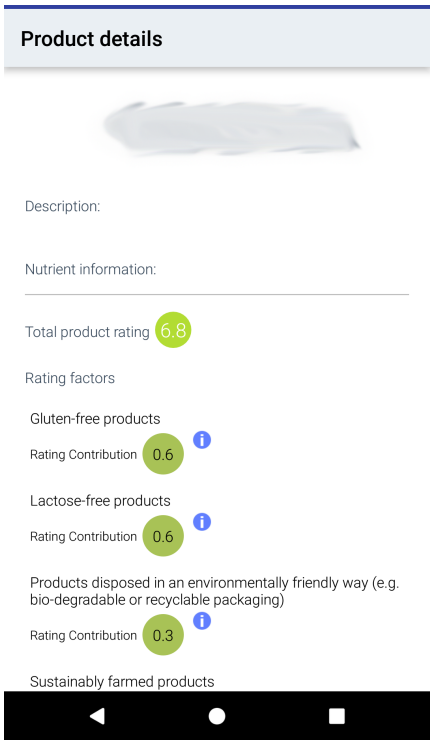 Product details
Description:
Nutrient information:
Total product rating 6.8
Rating factors
Gluten-free products
Rating Contribution 0.6 i
Lactose-free products
Rating Contribution 0.6 i
Products disposed in an environmentally friendly way (e.g.
bio-degradable or recyclable packaging)
Rating Contribution 0.3 i
Sustainably farmed products